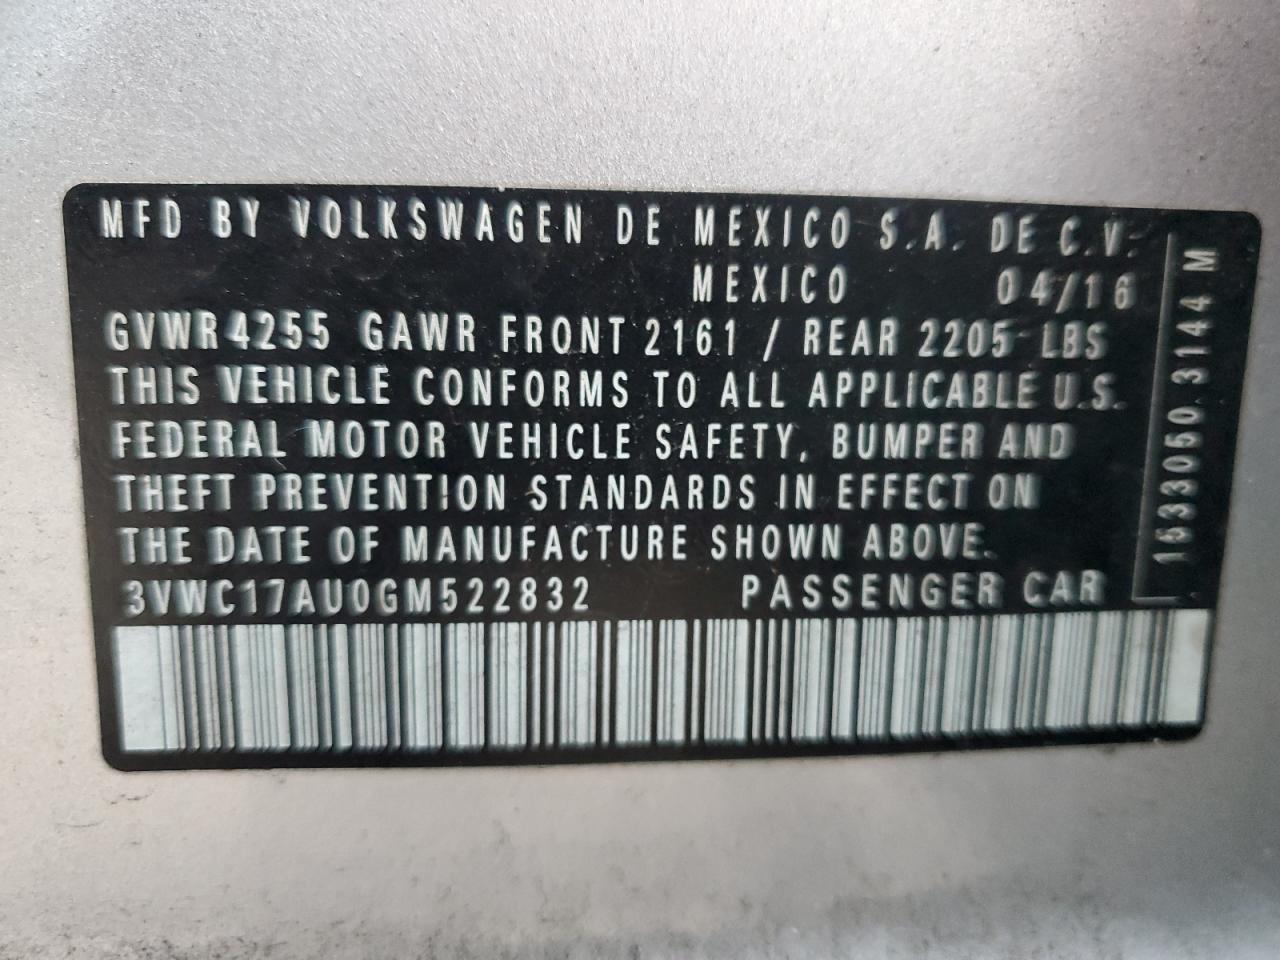 MFD BY VOLKSWAGEN DE MEXICO S.A. DE C.V.
MEXICO 04/16
GVWR 4255 GAWR FRONT 2161 / REAR 2205 LBS
THIS VEHICLE CONFORMS TO ALL APPLICABLE U.S.
FEDERAL MOTOR VEHICLE SAFETY, BUMPER AND
THEFT PREVENTION STANDARDS IN EFFECT ON
THE DATE OF MANUFACTURE SHOWN ABOVE.
3VWC17AU0GM522832 PASSENGER CAR
1533050.3144 M